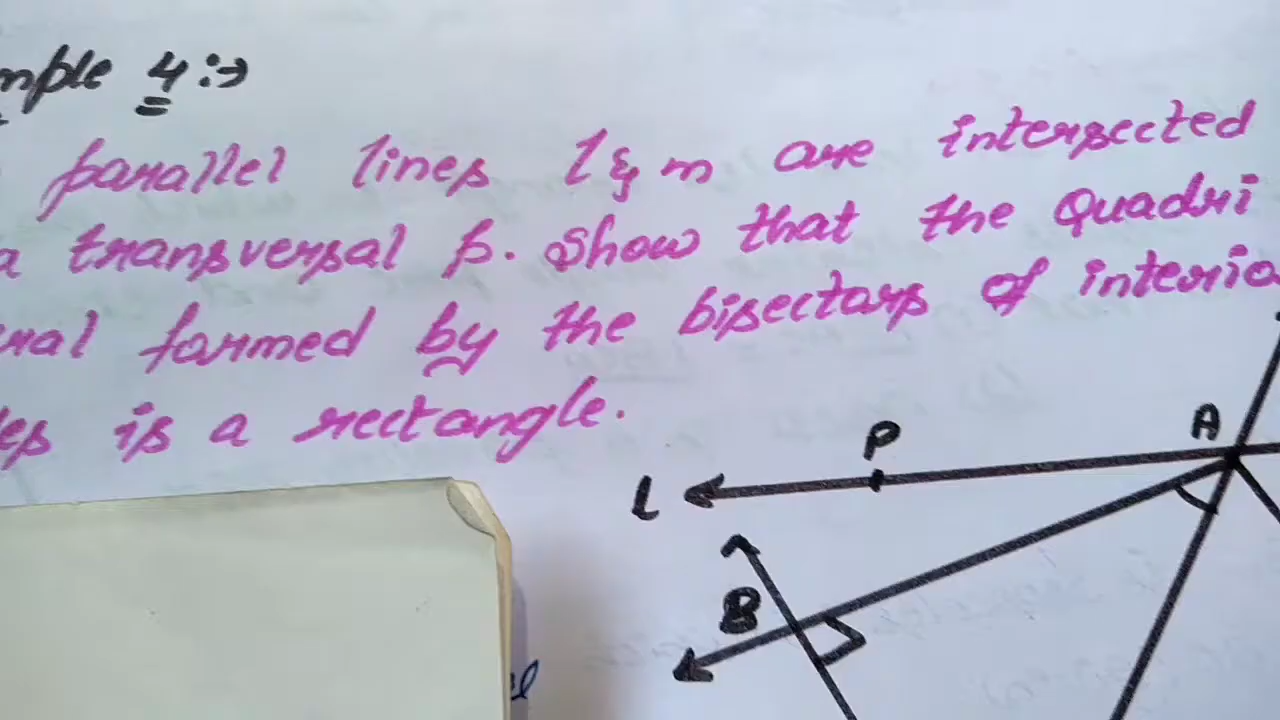 mple 4 :→
parallel lines l & m are intersected
a transversal p. Show that the Quadri
ral formed by the bisectors of interio
les is a rectangle.
A
P
L
B